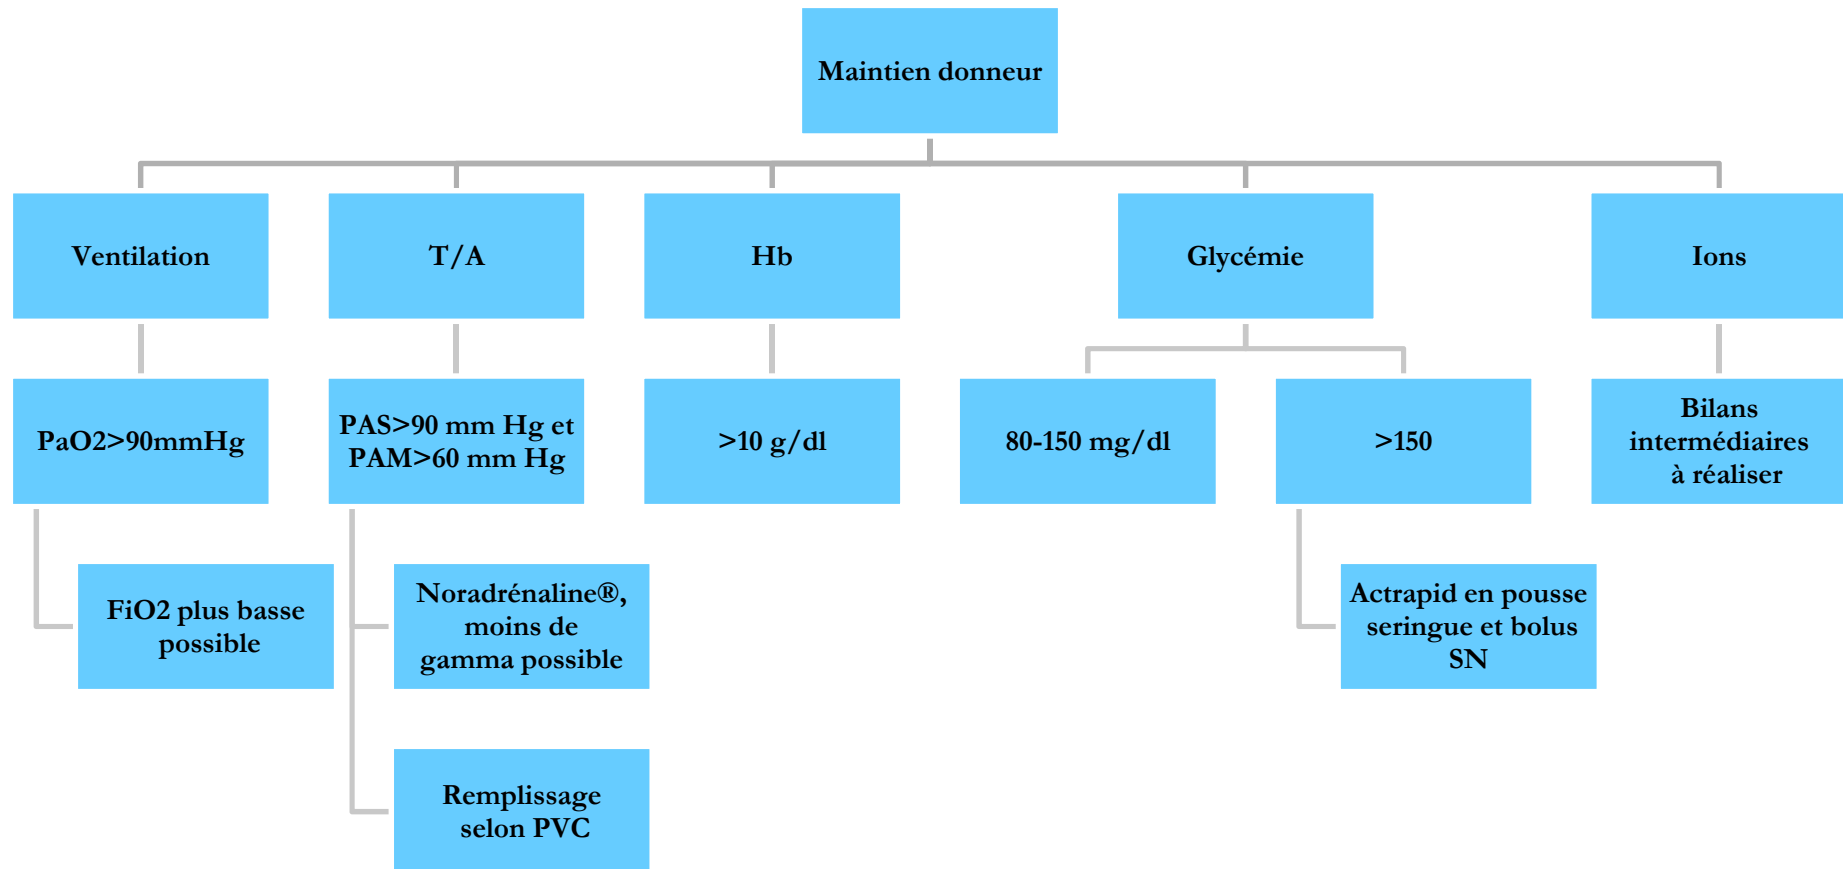 Maintien donneur
Ventilation
T/A
Hb
Glycémie
Ions
PaO2>90mmHg
PAS>90 mm Hg et
PAM>60 mm Hg
>10 g/dl
80-150 mg/dl
>150
Bilans
intermédiaires
à réaliser
FiO2 plus basse
possible
Noradrénaline®,
moins de
gamma possible
Actrapid en pousse
seringue et bolus
SN
Remplissage
selon PVC